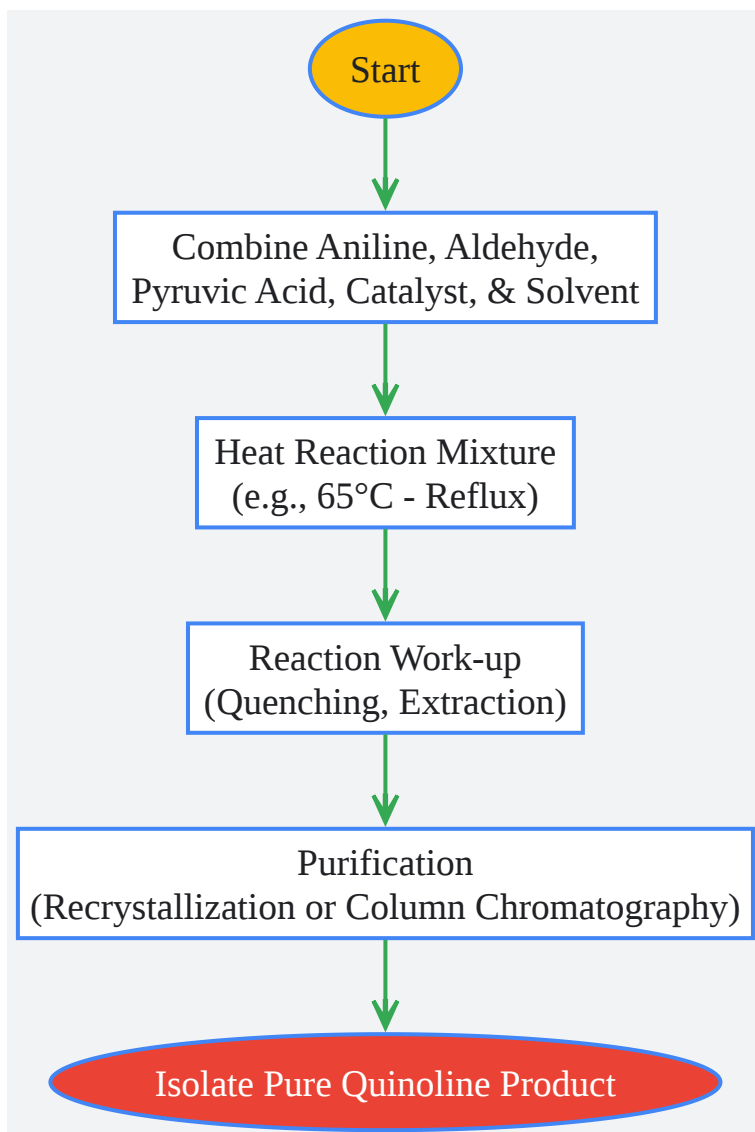 Start
Combine Aniline, Aldehyde,
Pyruvic Acid, Catalyst, & Solvent
Heat Reaction Mixture
(e.g., 65°C - Reflux)
Reaction Work-up
(Quenching, Extraction)
Purification
(Recrystallization or Column Chromatography)
Isolate Pure Quinoline Product